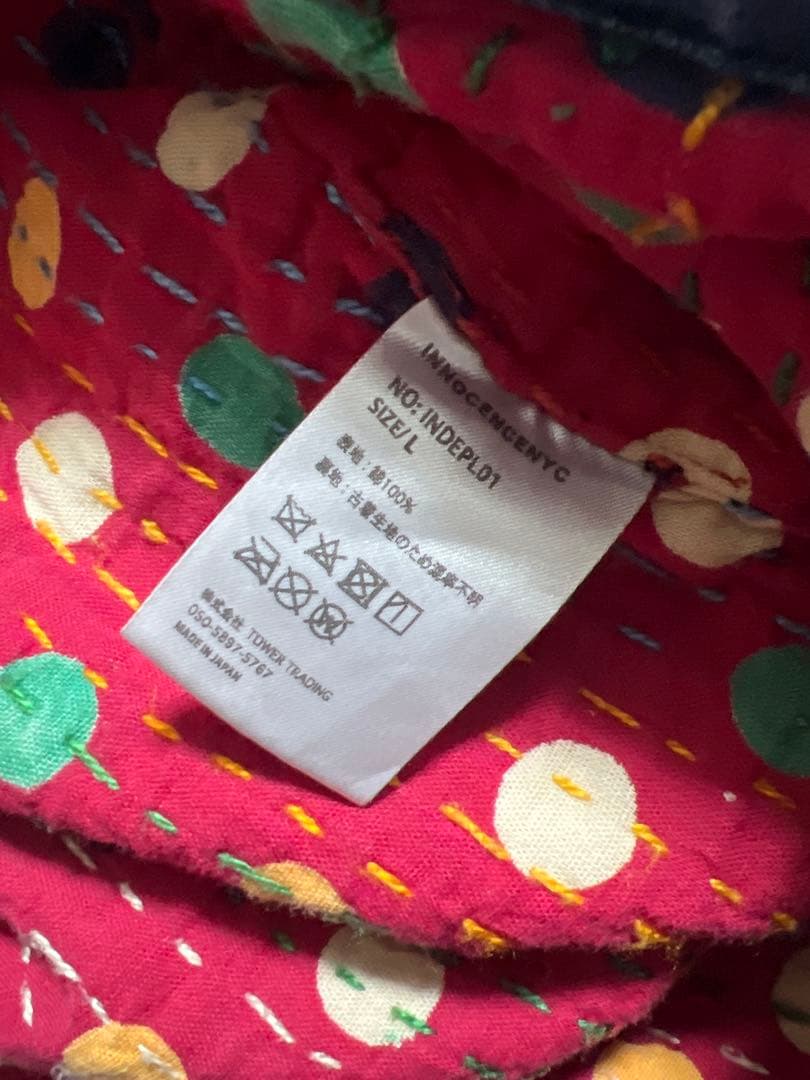 INNOCENCENYC
NO: INDEPL01
SIZE/L
表地：綿100%
裏地：古着生地のため混率不明
株式会社 TOWER TRADING
050-5897-5767
MADE IN JAPAN